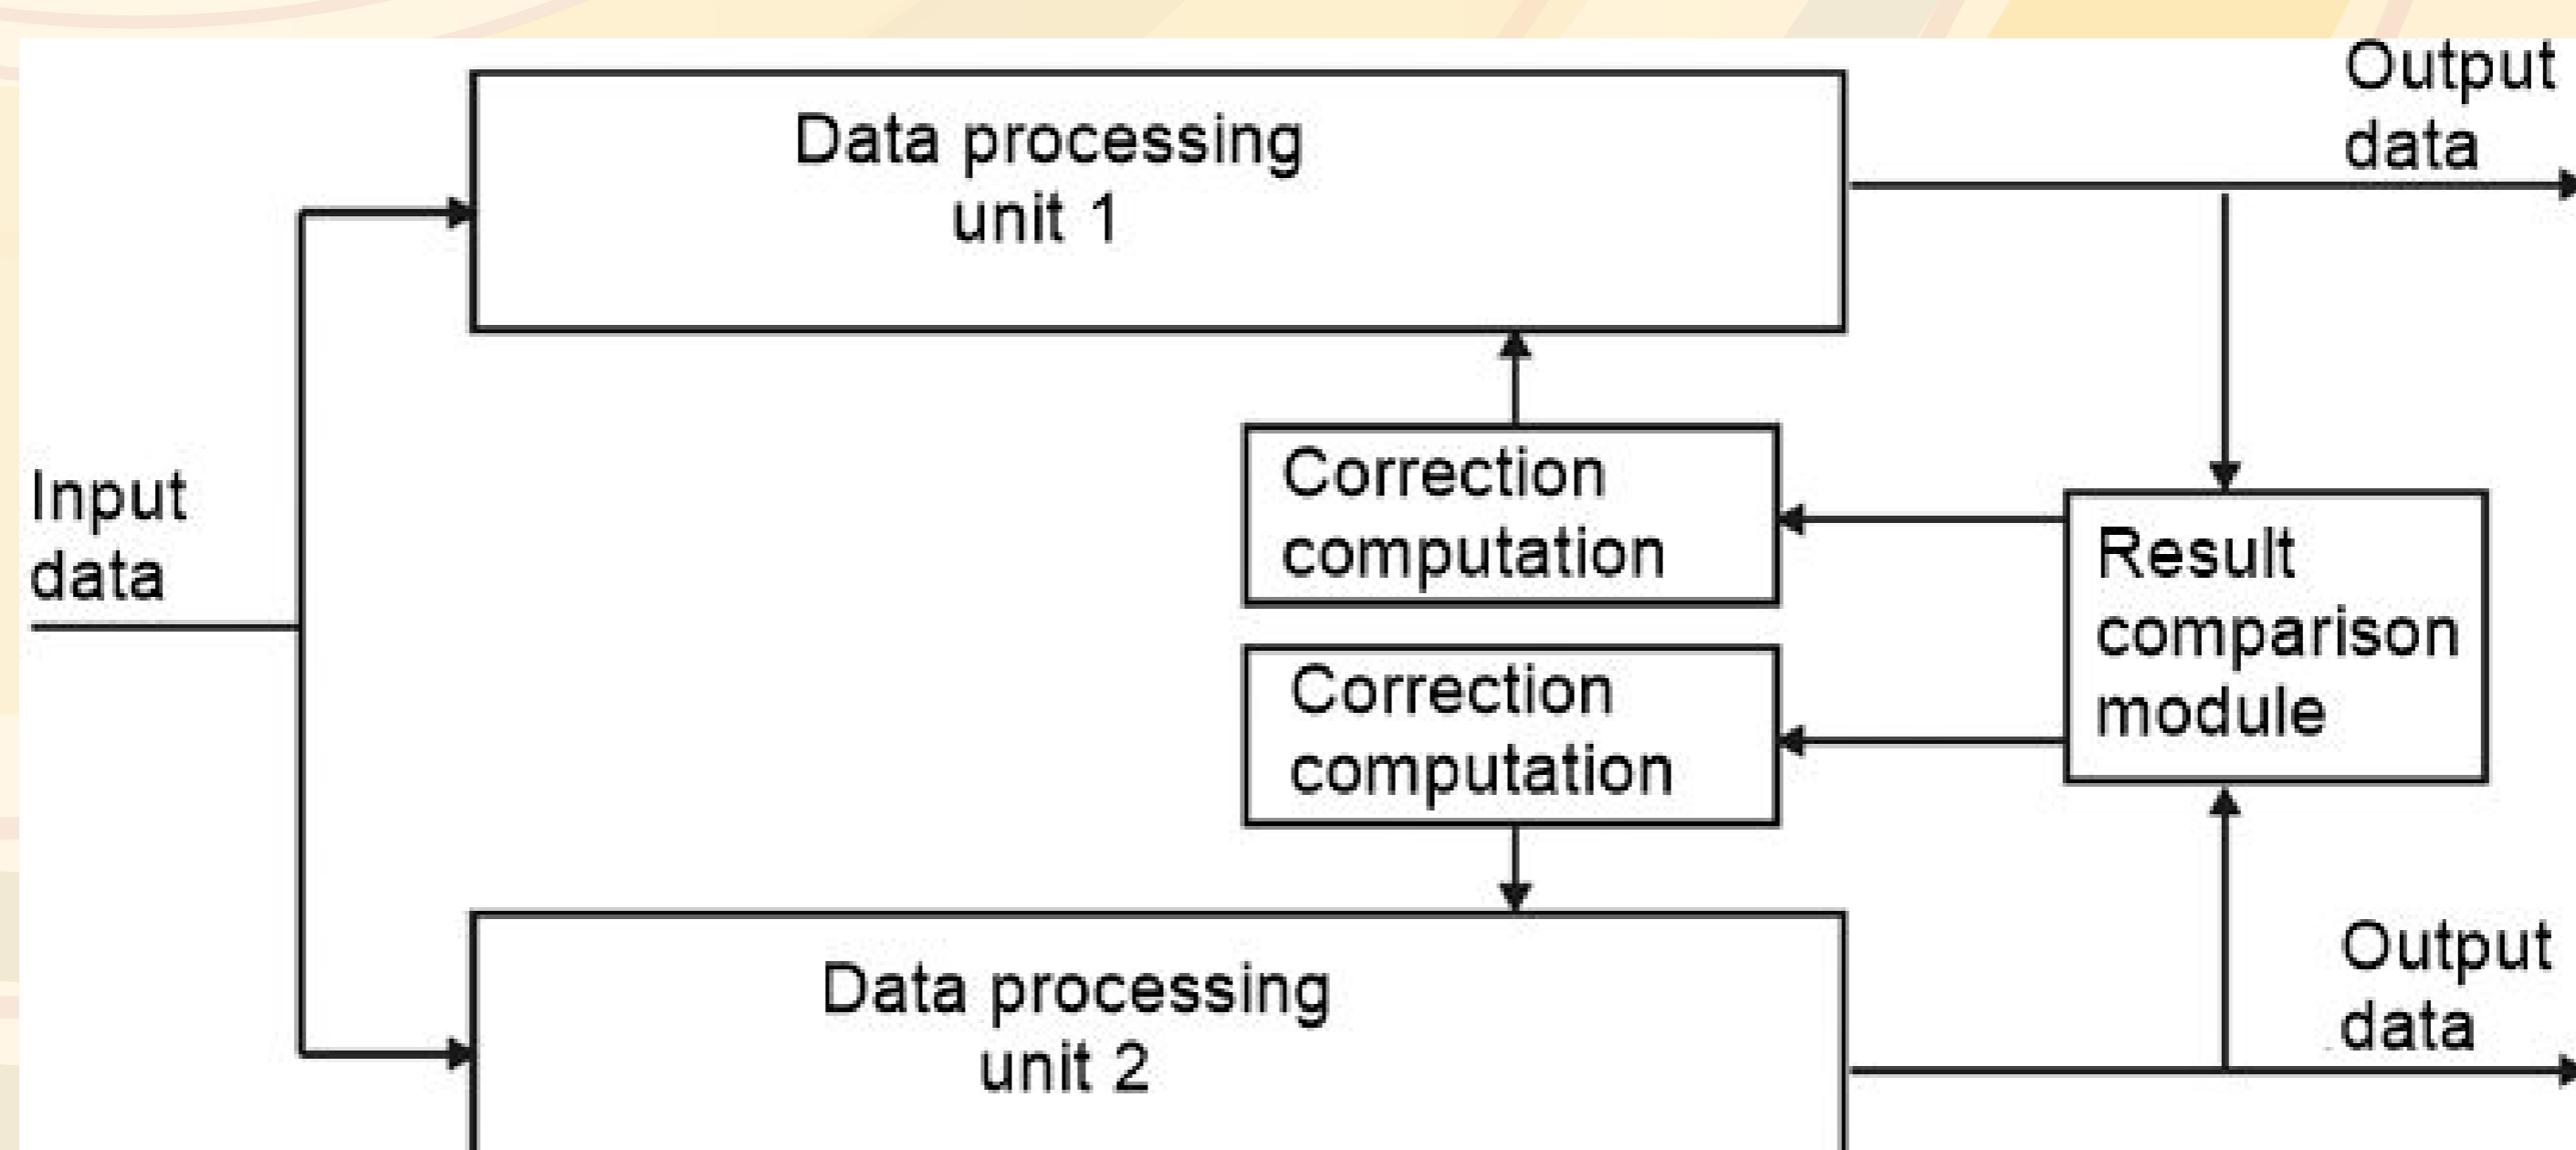 Output
data
Data processing
unit 1
Input
data
Correction
computation
Result
comparison
module
Correction
computation
Output
data
Data processing
unit 2